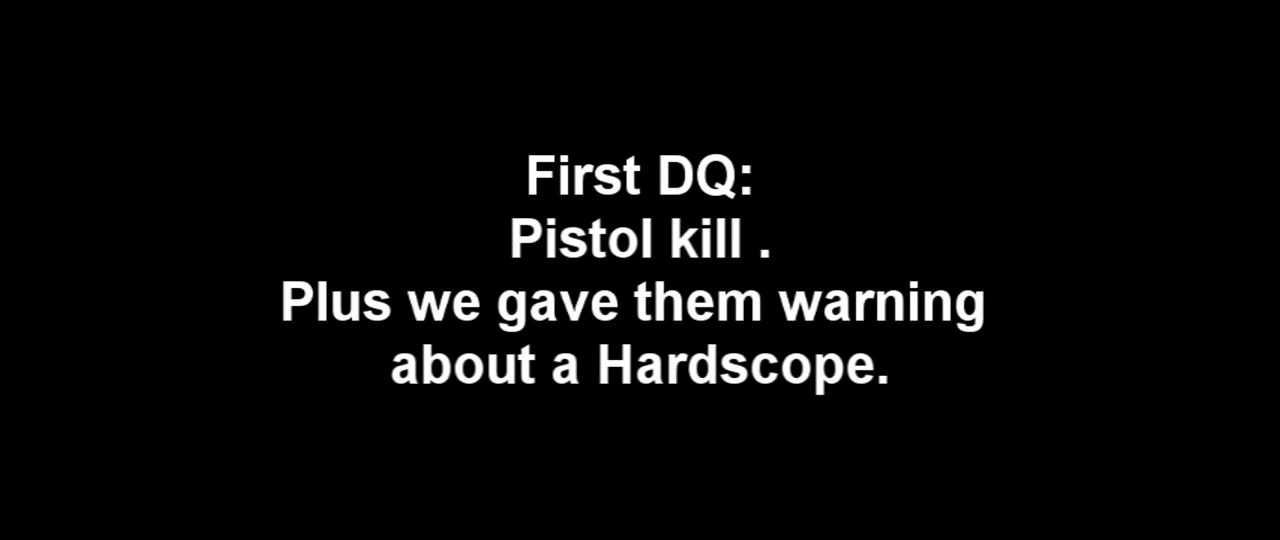 First DQ:
Pistol kill .
Plus we gave them warning
about a Hardscope.